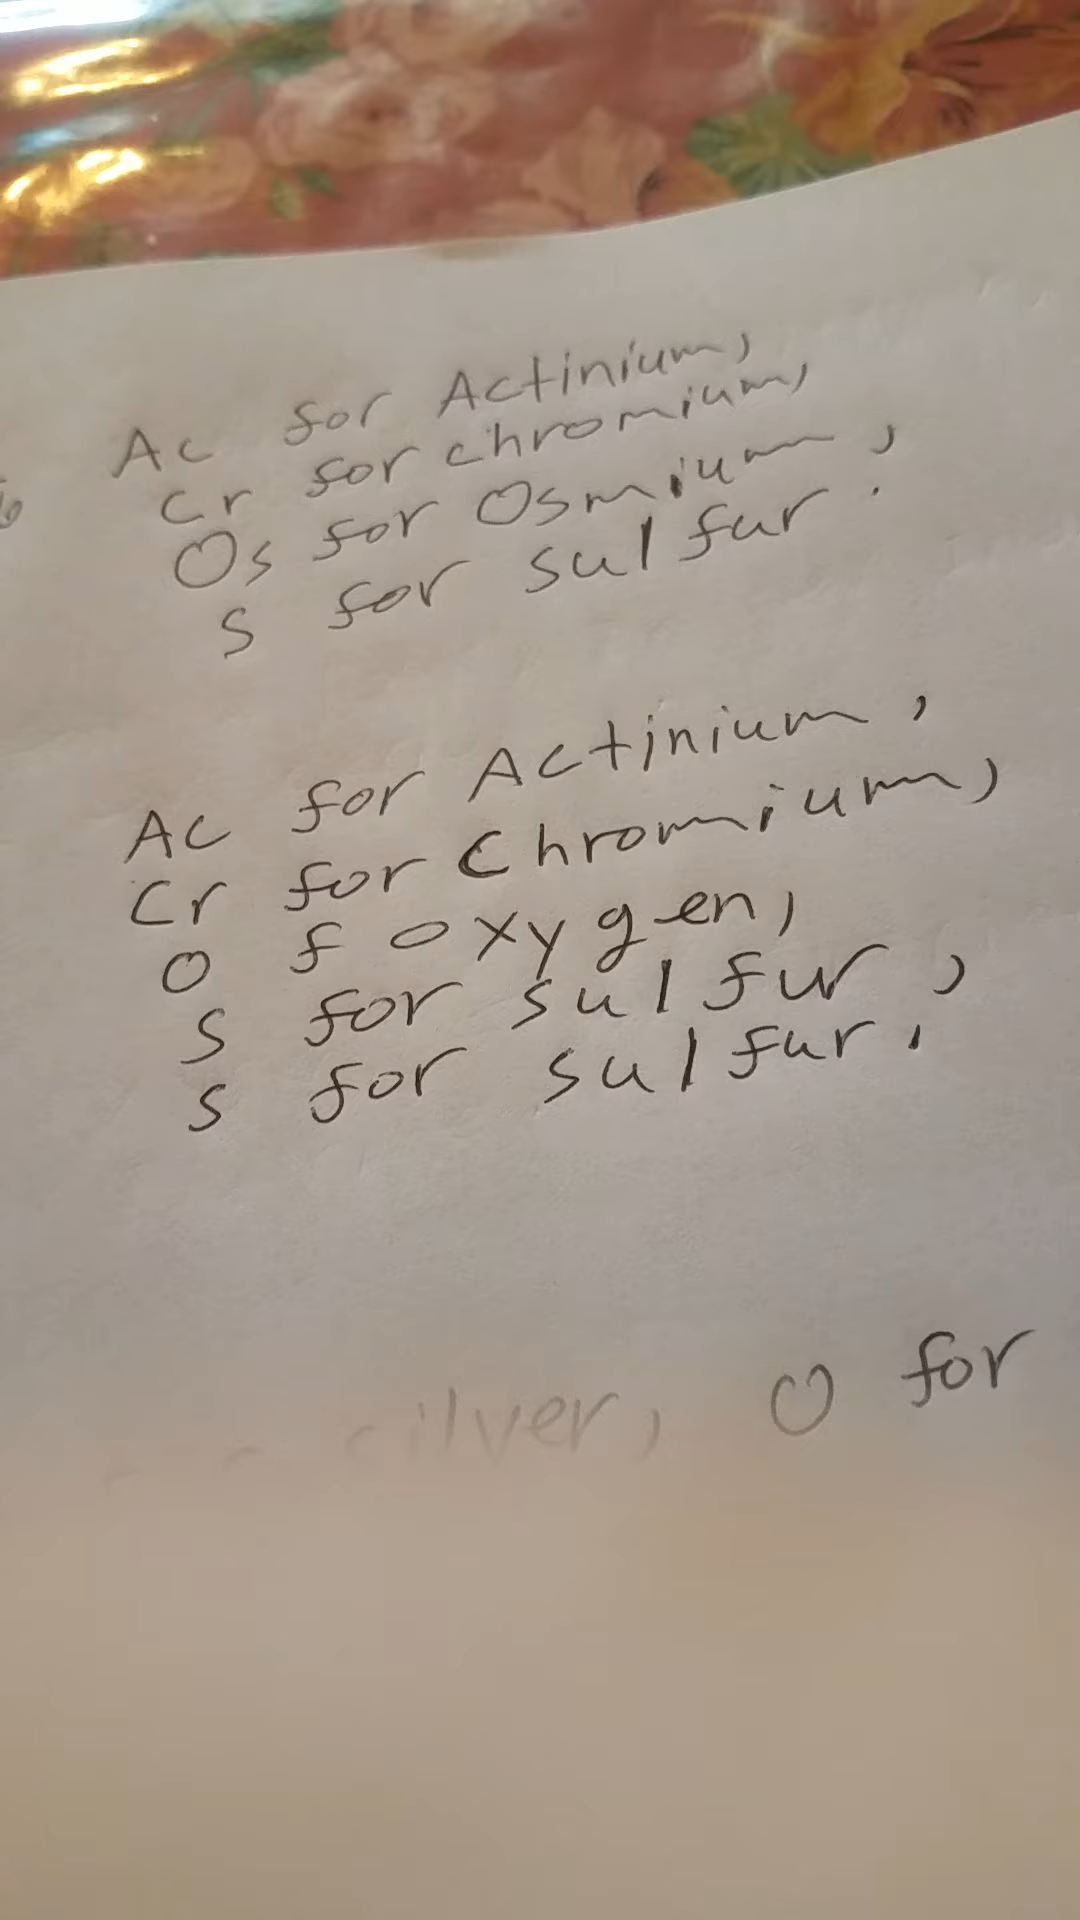 Ac for Actinium,
Cr for chromium,
Os for Osmium,
S for sulfur.
Ac for Actinium,
Cr for Chromium,
O f oxygen,
S for sulfur,
S for sulfur.
silver, O for